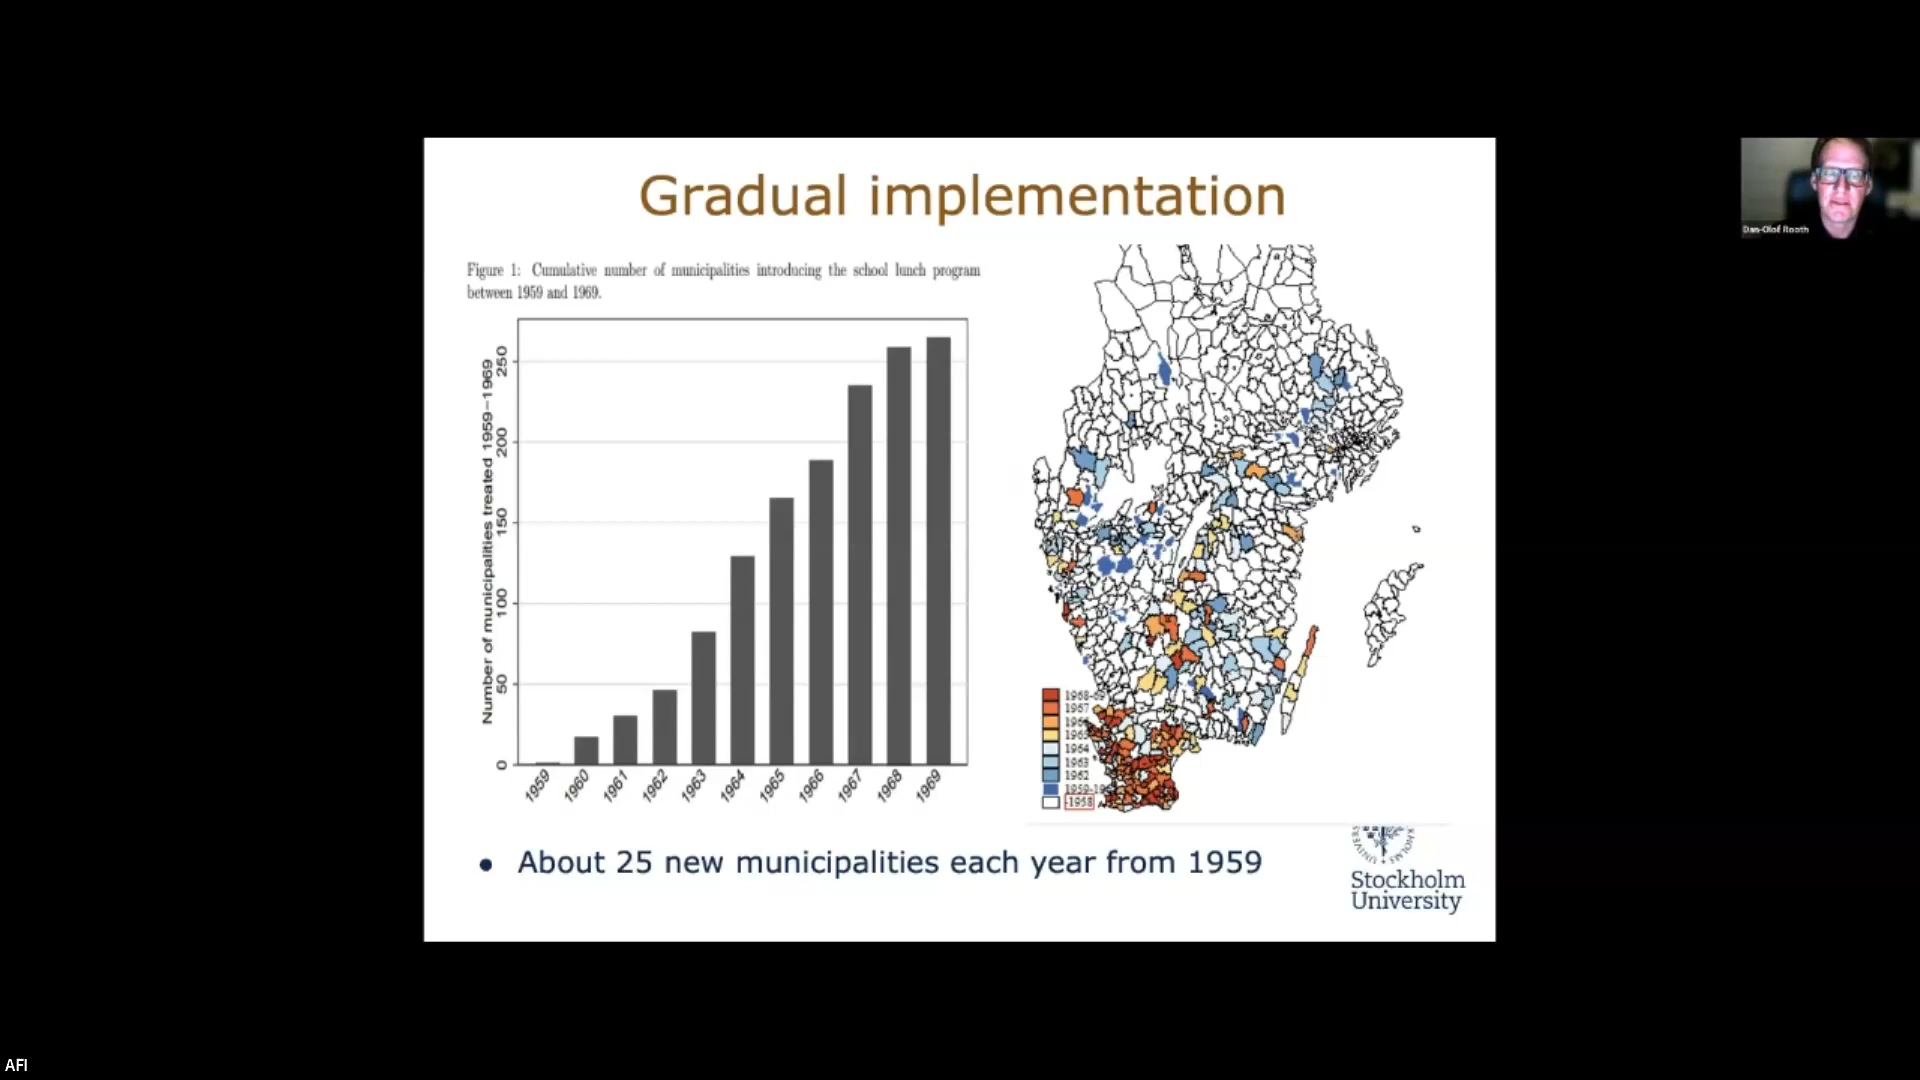 Gradual implementation
Figure 1: Cumulative number of municipalities introducing the school lunch program
between 1959 and 1969.
Number of municipalities treated 1959–1969
250
200
150
100
50
0
1959
1960
1961
1962
1963
1964
1965
1966
1967
1968
1969
1968-69
1967
1965
1964
1963
1962
-1958
• About 25 new municipalities each year from 1959
Stockholm
University
Dan-Olof Rooth
AFI